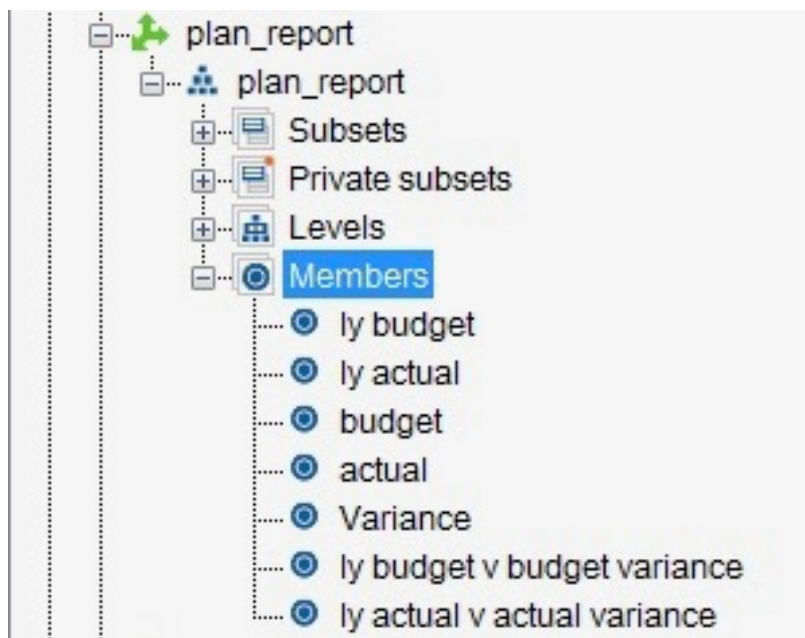 plan_report
plan_report
Subsets
Private subsets
Levels
Members
ly budget
ly actual
budget
actual
Variance
ly budget v budget variance
ly actual v actual variance